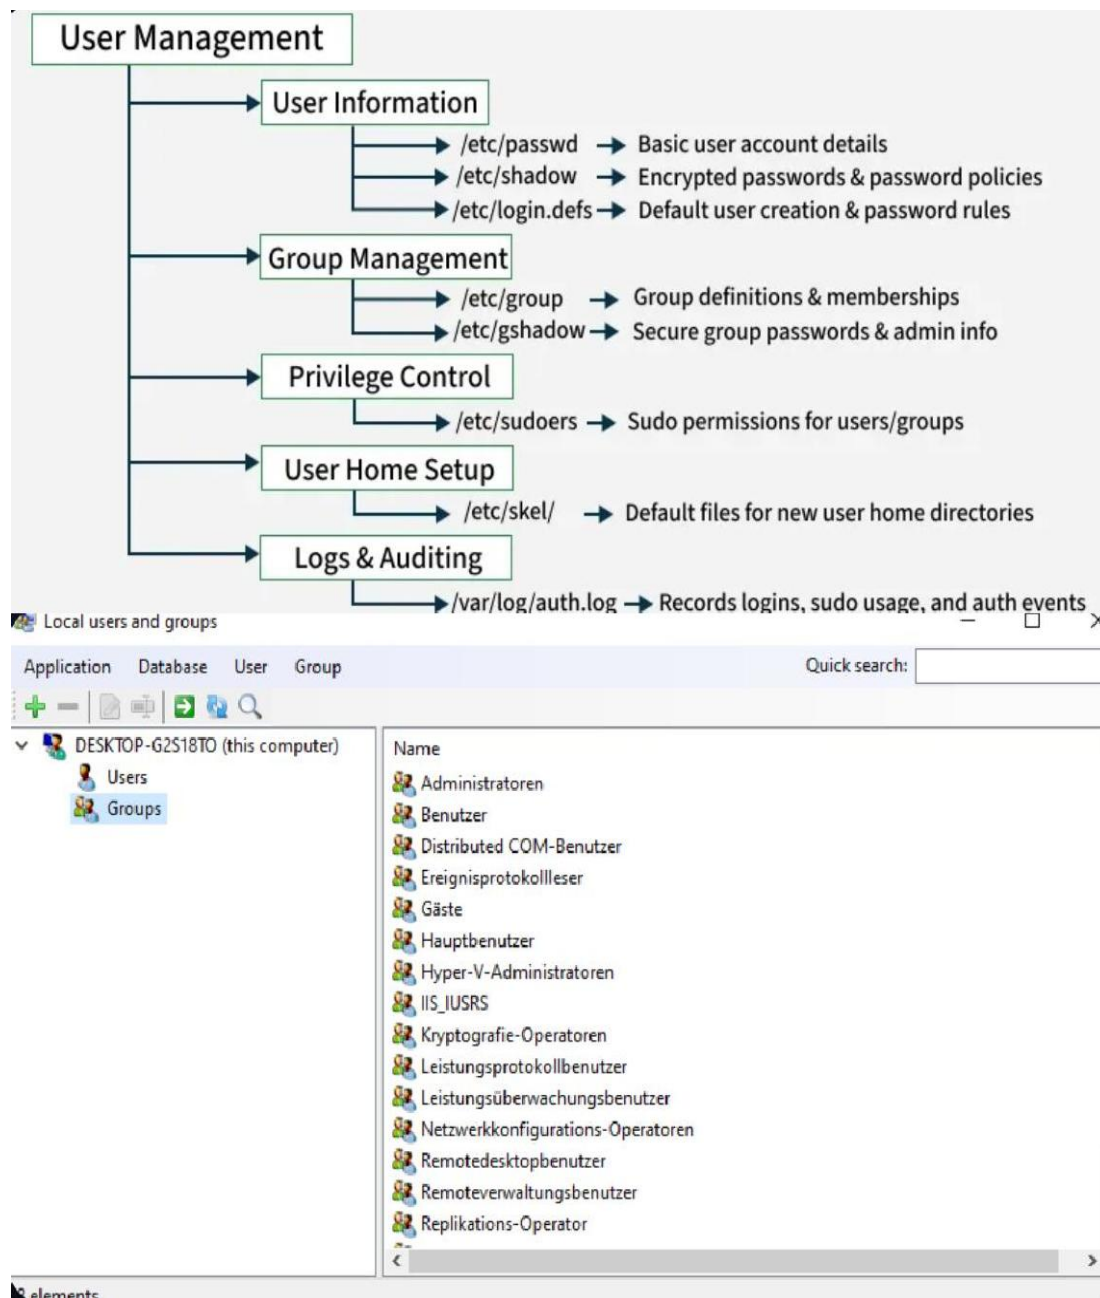 User Management
User Information
/etc/passwd Basic user account details
/etc/shadow Encrypted passwords & password policies
/etc/login.defs Default user creation & password rules
Group Management
/etc/group Group definitions & memberships
/etc/gshadow Secure group passwords & admin info
Privilege Control
/etc/sudoers Sudo permissions for users/groups
User Home Setup
/etc/skel/ Default files for new user home directories
Logs & Auditing
/var/log/auth.log Records logins, sudo usage, and auth events
Local users and groups
Application Database User Group Quick search:
DESKTOP-G2S18TO (this computer)
Users
Groups
Name
Administratoren
Benutzer
Distributed COM-Benutzer
Ereignisprotokollleser
Gäste
Hauptbenutzer
Hyper-V-Administratoren
IIS_IUSRS
Kryptografie-Operatoren
Leistungsprotokollbenutzer
Leistungsüberwachungsbenutzer
Netzwerkkonfigurations-Operatoren
Remotedesktopbenutzer
Remoteverwaltungsbenutzer
Replikations-Operator
elements